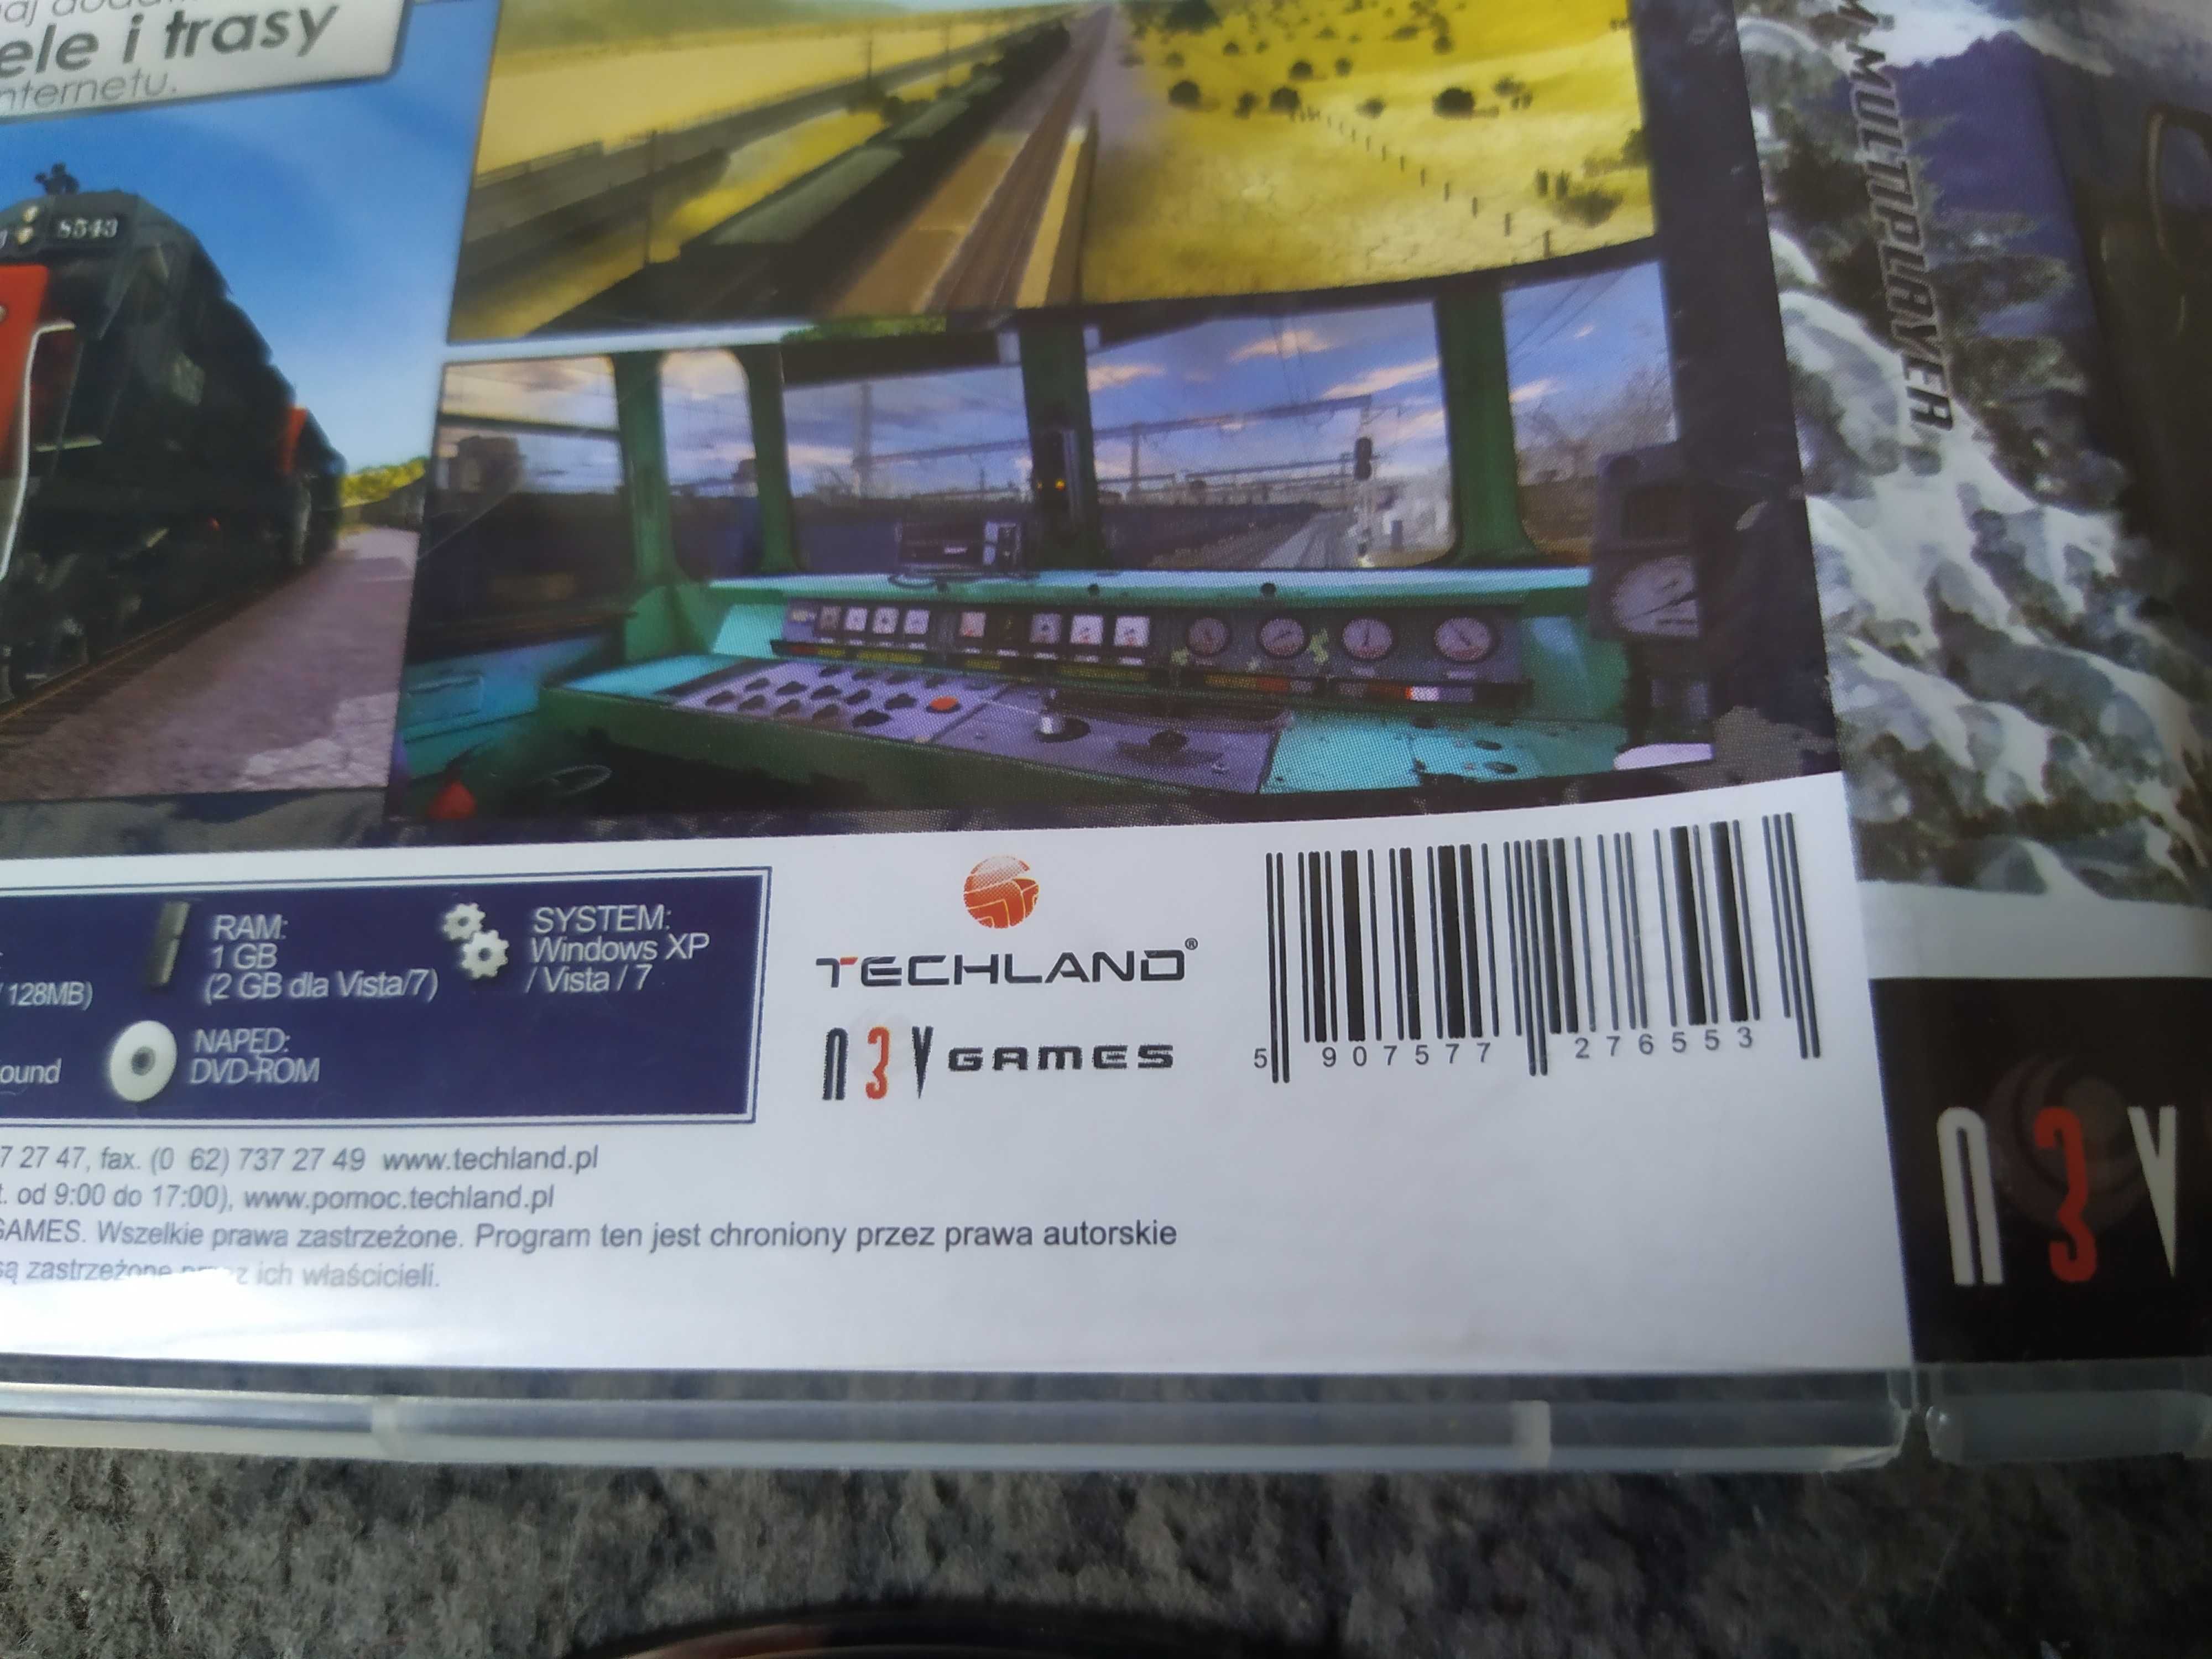 ele i trasy
nternetu.
8543
MULTIPLAYER
RAM:
1 GB
(2 GB dla Vista/7)
128MB)
SYSTEM:
Windows XP
/ Vista / 7
ound
NAPĘD:
DVD-ROM
TECHLAND®
N3V GAMES
5 907577 276553
N3V
7 27 47, fax. (0 62) 737 27 49 www.techland.pl
t. od 9:00 do 17:00), www.pomoc.techland.pl
GAMES. Wszelkie prawa zastrzeżone. Program ten jest chroniony przez prawa autorskie
są zastrzeżone ich właścicieli.